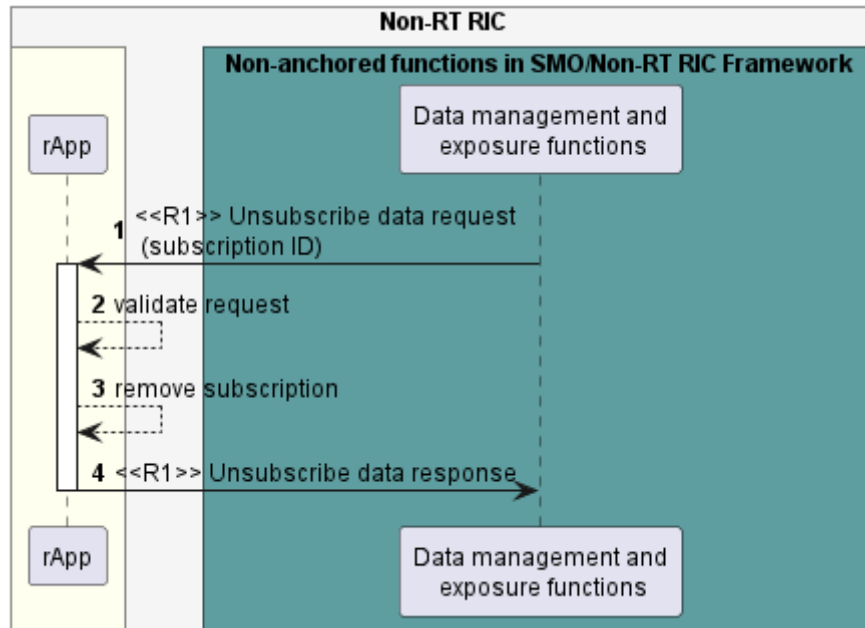 Non-RT RIC
Non-anchored functions in SMO/Non-RT RIC Framework
rApp
Data management and
exposure functions
1 <<R1>> Unsubscribe data request
(subscription ID)
2 validate request
3 remove subscription
4 <<R1>> Unsubscribe data response
rApp
Data management and
exposure functions